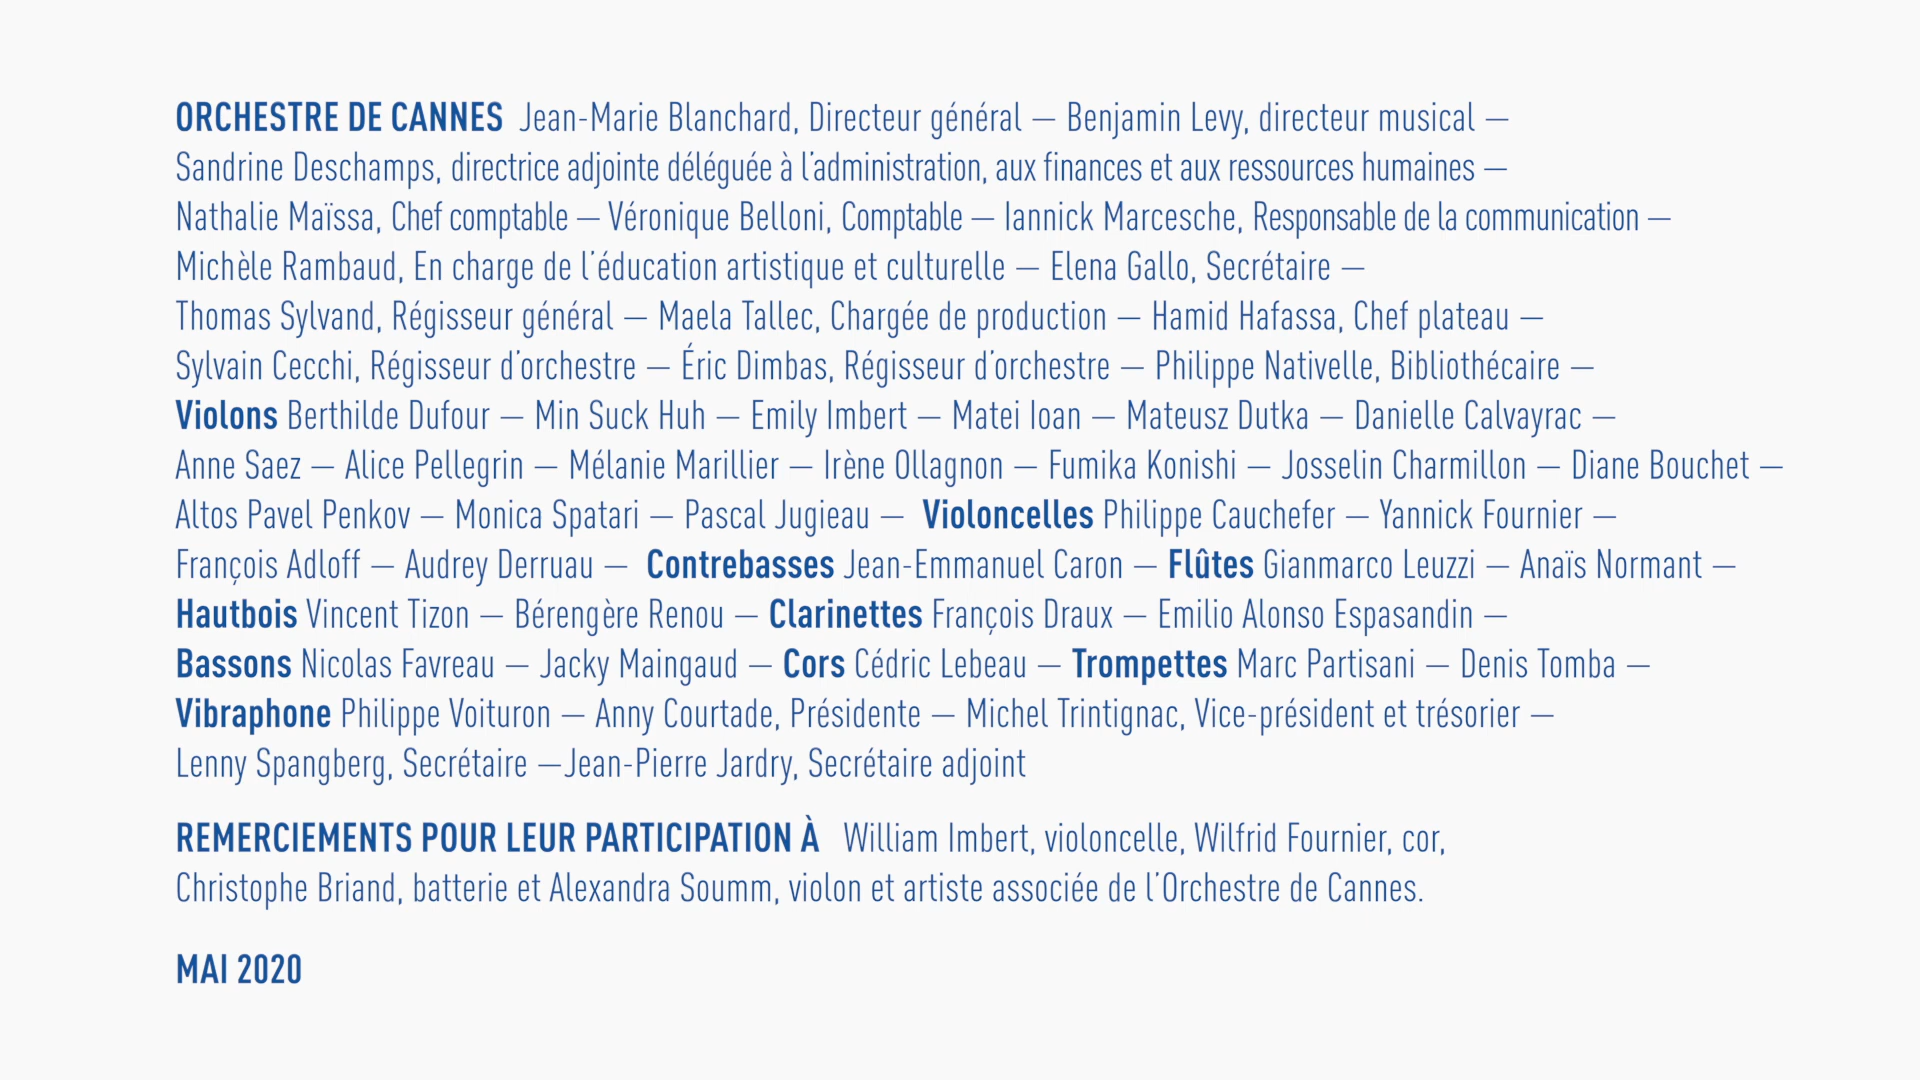 ORCHESTRE DE CANNES Jean-Marie Blanchard, Directeur général — Benjamin Levy, directeur musical —
Sandrine Deschamps, directrice adjointe déléguée à l'administration, aux finances et aux ressources humaines —
Nathalie Maïssa, Chef comptable — Véronique Belloni, Comptable — Iannick Marcesche, Responsable de la communication —
Michèle Rambaud, En charge de l'éducation artistique et culturelle — Elena Gallo, Secrétaire —
Thomas Sylvand, Régisseur général — Maela Tallec, Chargée de production — Hamid Hafassa, Chef plateau —
Sylvain Cecchi, Régisseur d'orchestre — Éric Dimbas, Régisseur d'orchestre — Philippe Nativelle, Bibliothécaire —
Violons Berthilde Dufour — Min Suck Huh — Emily Imbert — Matei Ioan — Mateusz Dutka — Danielle Calvayrac —
Anne Saez — Alice Pellegrin — Mélanie Marillier — Irène Ollagnon — Fumika Konishi — Josselin Charmillon — Diane Bouchet —
Altos Pavel Penkov — Monica Spatari — Pascal Jugieau — Violoncelles Philippe Cauchefer — Yannick Fournier —
François Adloff — Audrey Derruau — Contrebasses Jean-Emmanuel Caron — Flûtes Gianmarco Leuzzi — Anaïs Normant —
Hautbois Vincent Tizon — Bérengère Renou — Clarinettes François Draux — Emilio Alonso Espasandin —
Bassons Nicolas Favreau — Jacky Maingaud — Cors Cédric Lebeau — Trompettes Marc Partisani — Denis Tomba —
Vibraphone Philippe Voituron — Anny Courtade, Présidente — Michel Trintignac, Vice-président et trésorier —
Lenny Spangberg, Secrétaire —Jean-Pierre Jardry, Secrétaire adjoint
REMERCIEMENTS POUR LEUR PARTICIPATION À William Imbert, violoncelle, Wilfrid Fournier, cor,
Christophe Briand, batterie et Alexandra Soumm, violon et artiste associée de l'Orchestre de Cannes.
MAI 2020